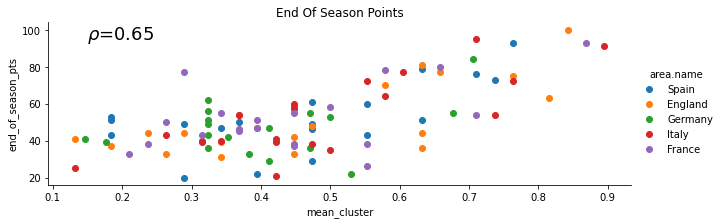 End Of Season Points
ρ=0.65
end_of_season_pts
100
80
60
40
20
0.1 0.2 0.3 0.4 0.5 0.6 0.7 0.8 0.9
mean_cluster
area.name
Spain
England
Germany
Italy
France